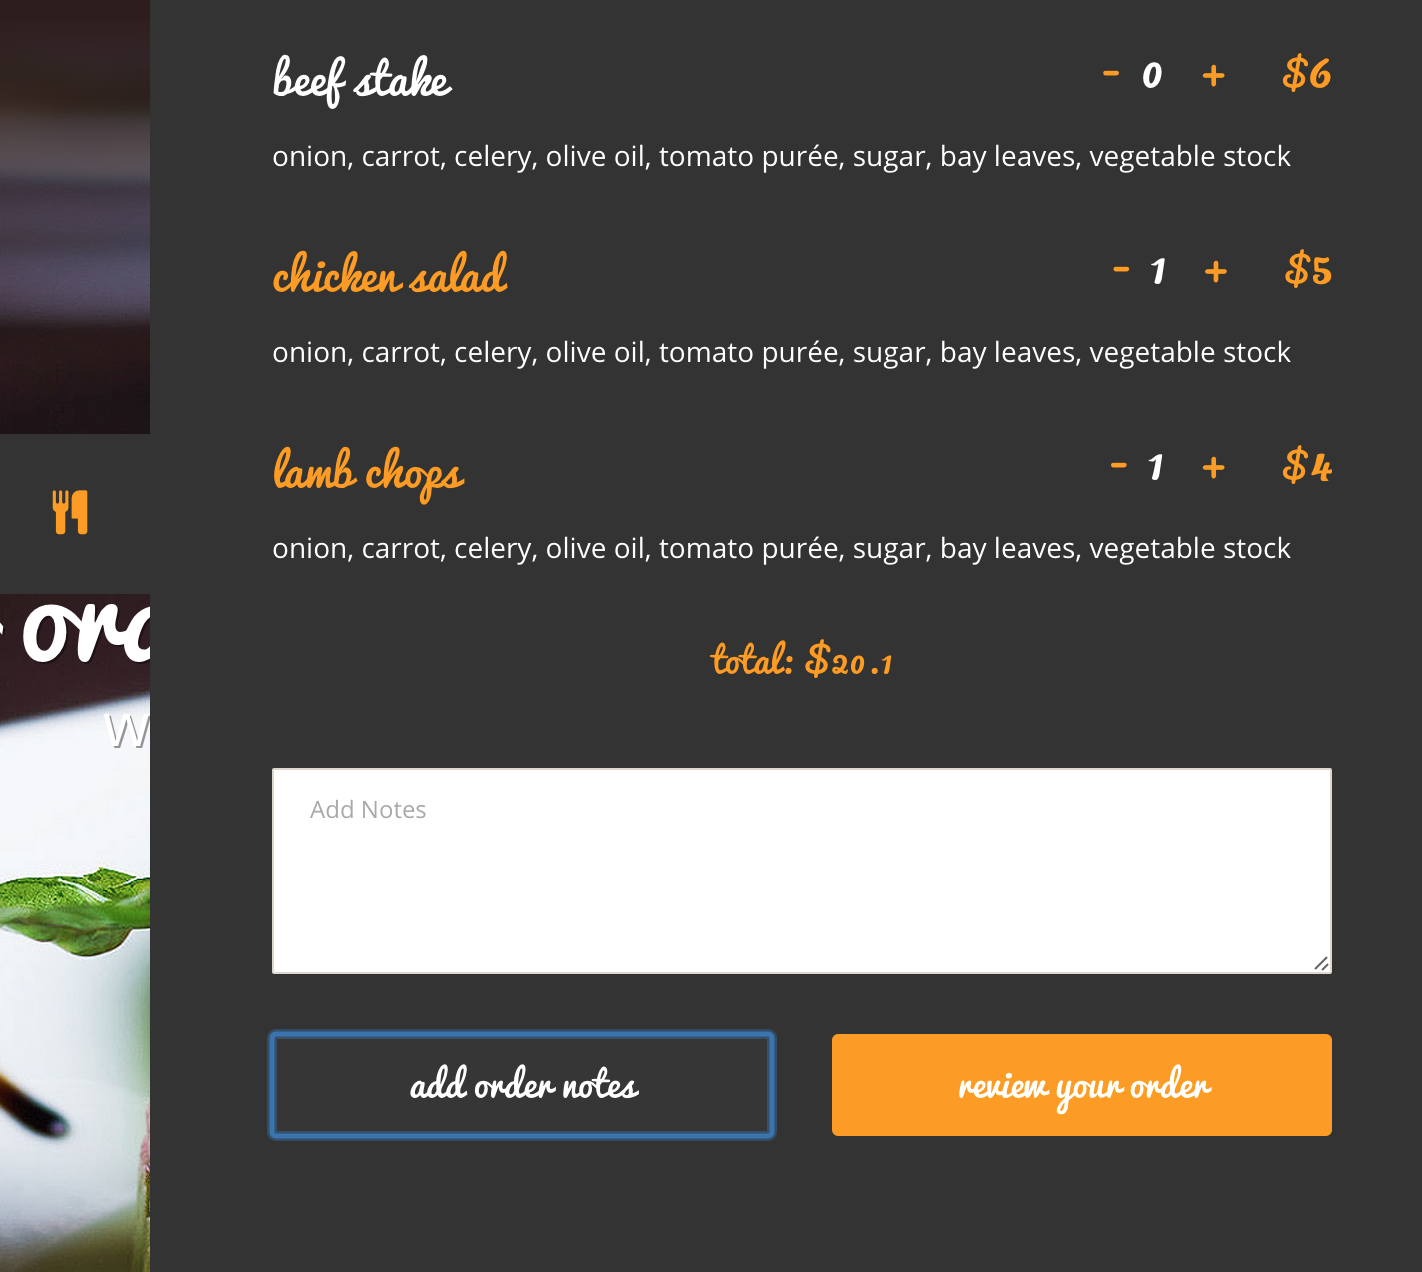 beef stake - 0 + $6
onion, carrot, celery, olive oil, tomato purée, sugar, bay leaves, vegetable stock
chicken salad - 1 + $5
onion, carrot, celery, olive oil, tomato purée, sugar, bay leaves, vegetable stock
lamb chops - 1 + $4
onion, carrot, celery, olive oil, tomato purée, sugar, bay leaves, vegetable stock
total: $20.1
Add Notes
add order notes review your order